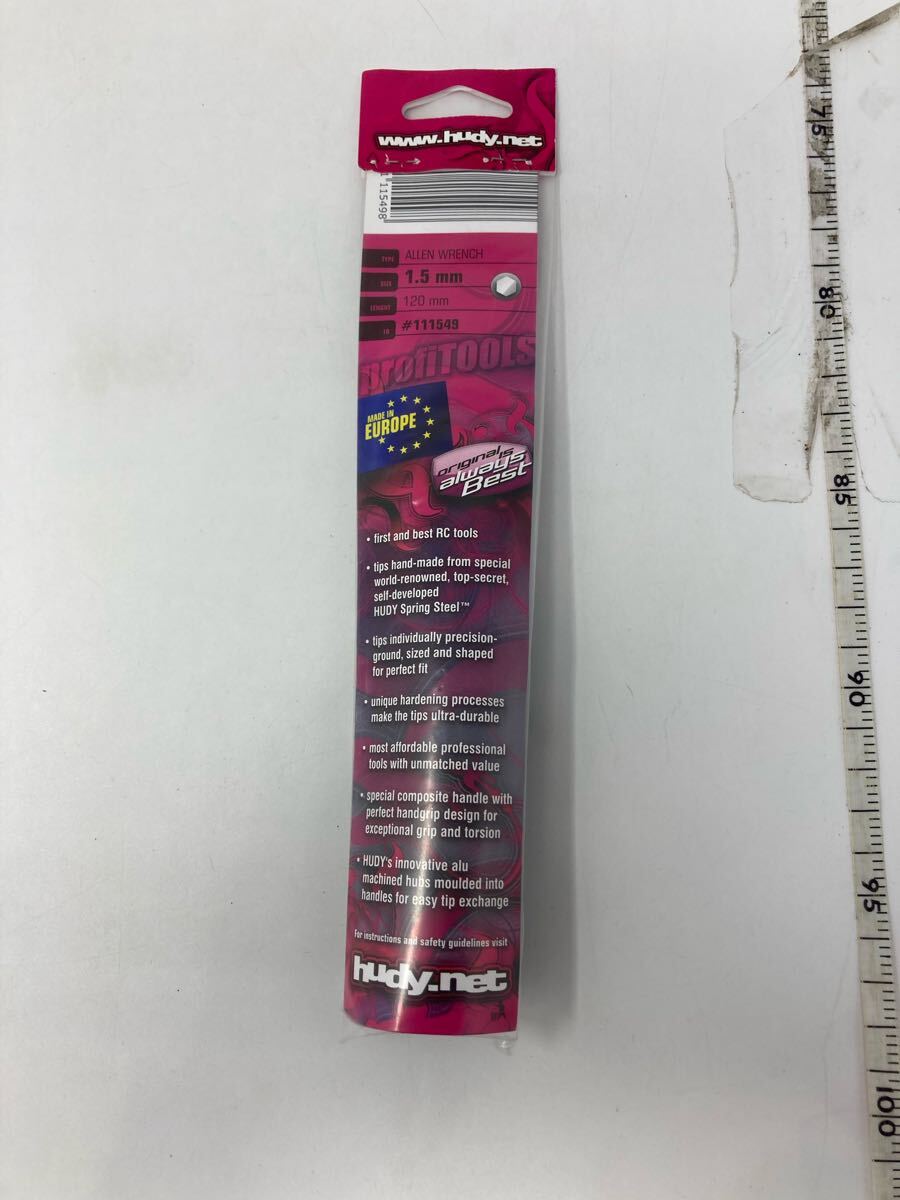 www.hudy.net
115498
TYPE ALLEN WRENCH
SIZE 1.5 mm
LENGHT 120 mm
ID #111549
profiTOOLS
MADE IN
EUROPE
original is
always
Best
• first and best RC tools
• tips hand-made from special
world-renowned, top-secret,
self-developed
HUDY Spring Steel™
• tips individually precision-
ground, sized and shaped
for perfect fit
• unique hardening processes
make the tips ultra-durable
• most affordable professional
tools with unmatched value
• special composite handle with
perfect handgrip design for
exceptional grip and torsion
• HUDY's innovative alu
machined hubs moulded into
handles for easy tip exchange
For instructions and safety guidelines visit
hudy.net
75
80
85
90
95
100